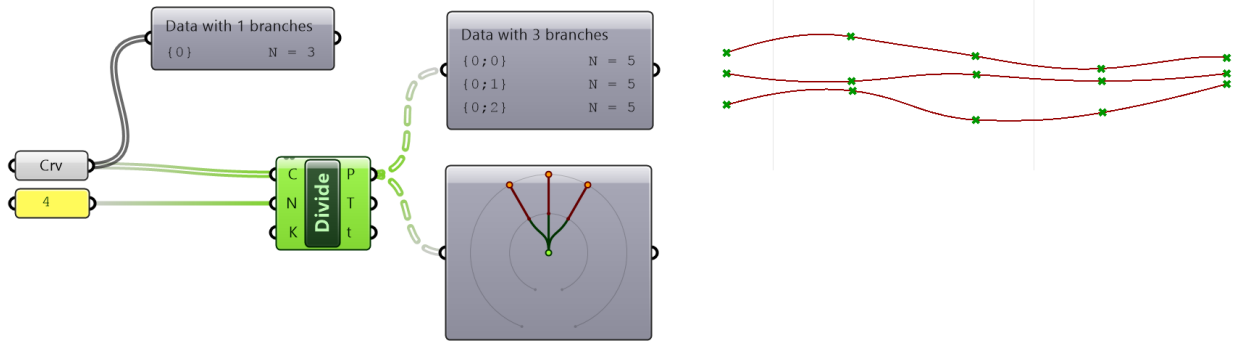 Data with 1 branches
{0} N = 3
Data with 3 branches
{0;0} N = 5
{0;1} N = 5
{0;2} N = 5
Crv
4
C
N
K
Divide
P
T
t